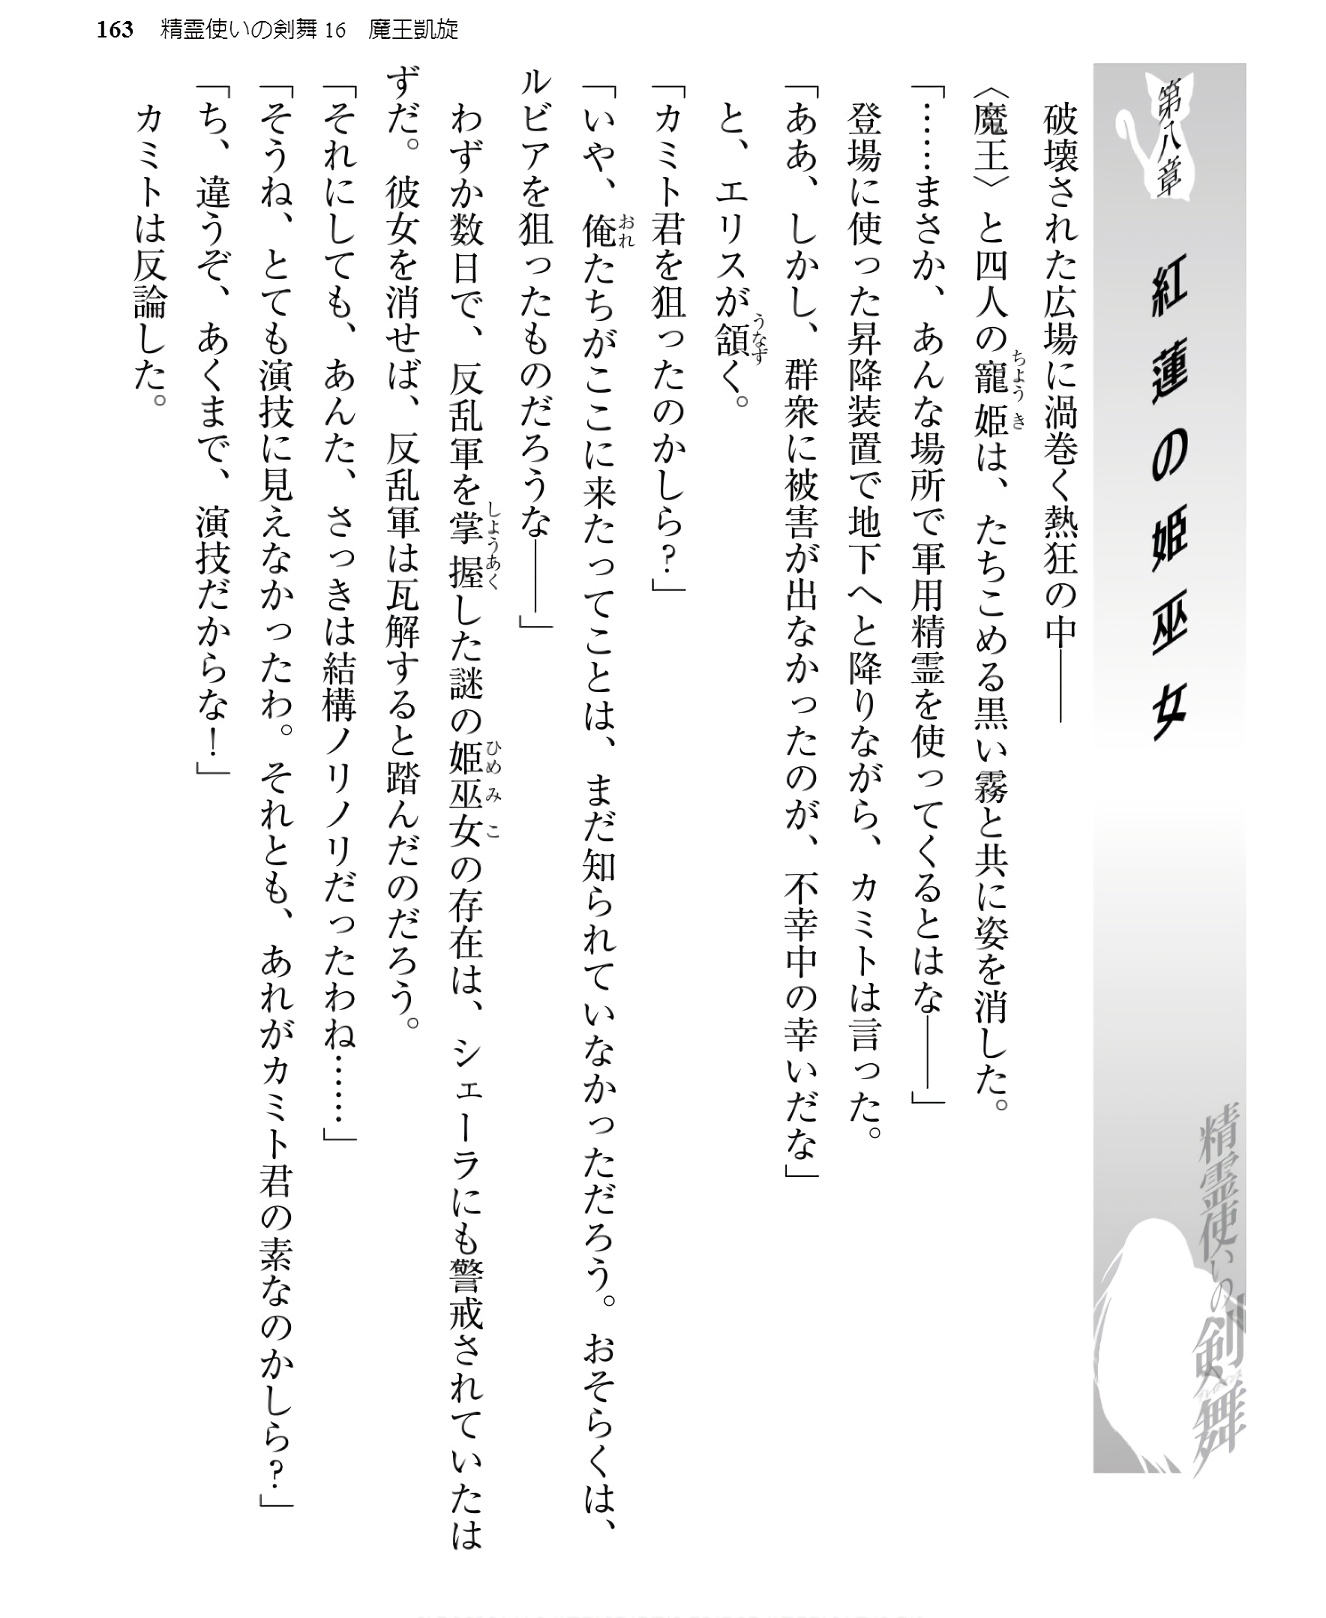 163 精霊使いの剣舞 16 魔王凱旋
第八章 紅蓮の姫巫女
精霊使いの剣舞
破壊された広場に渦巻く熱狂の中――
〈魔王〉と四人の寵姫は、たちこめる黒い霧と共に姿を消した。
「……まさか、あんな場所で軍用精霊を使ってくるとはな――」
登場に使った昇降装置で地下へと降りながら、カミトは言った。
「ああ、しかし、群衆に被害が出なかったのが、不幸中の幸いだな」
と、エリスが頷く。
「カミト君を狙ったのかしら?」
「いや、俺たちがここに来たってことは、まだ知られていなかっただろう。おそらくは、
ルビアを狙ったものだろうな――」
わずか数日で、反乱軍を掌握した謎の姫巫女の存在は、シェーラにも警戒されていたは
ずだ。彼女を消せば、反乱軍は瓦解すると踏んだのだろう。
「それにしても、あんた、さっきは結構ノリノリだったわね……」
「そうね、とても演技に見えなかったわ。それとも、あれがカミト君の素なのかしら?」
「ち、違うぞ、あくまで、演技だからな!」
カミトは反論した。